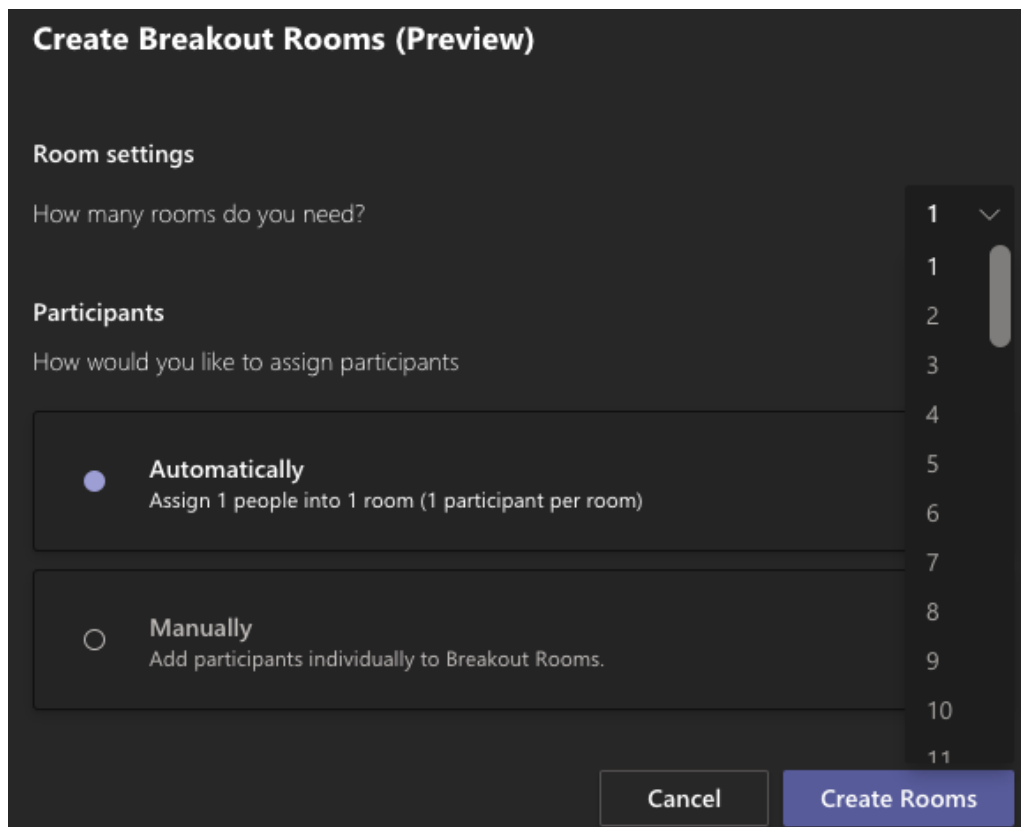 Create Breakout Rooms (Preview)
Room settings
How many rooms do you need?
1
1
2
3
4
5
6
7
8
9
10
11
Participants
How would you like to assign participants
Automatically
Assign 1 people into 1 room (1 participant per room)
Manually
Add participants individually to Breakout Rooms.
Cancel
Create Rooms